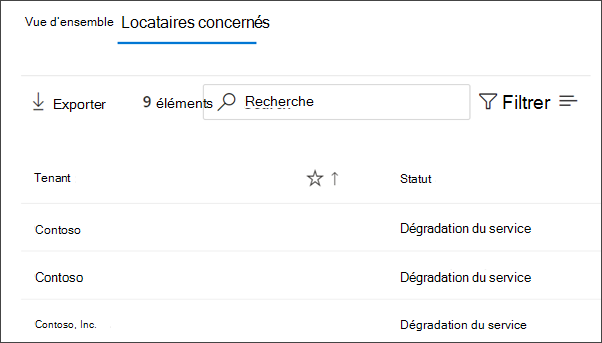 Vue d'ensemble Locataires concernés
Exporter 9 éléments Recherche Filtrer
Tenant Statut
Contoso Dégradation du service
Contoso Dégradation du service
Contoso, Inc. Dégradation du service